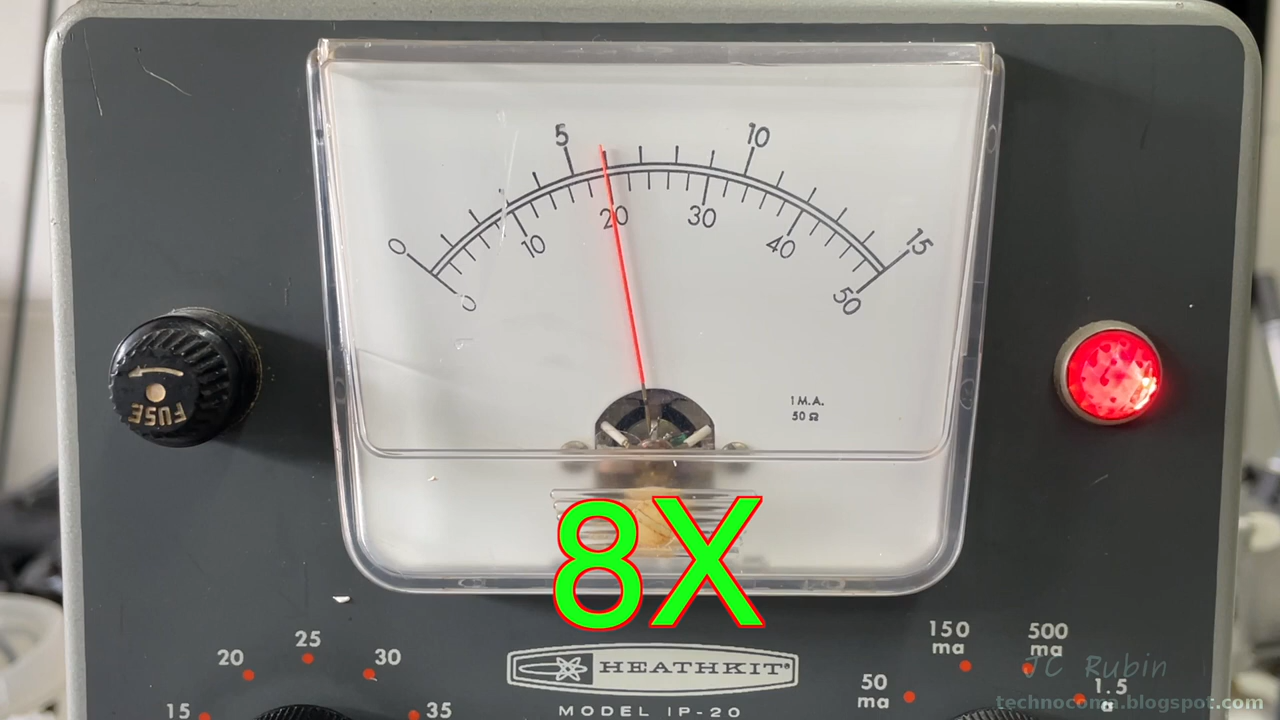 5
10
0
15
0
10
20
30
40
50
1 M.A.
50 Ω
FUSE
8X
15
20
25
30
35
HEATHKIT®
MODEL IP-20
50
ma
150
ma
500
ma
1.5
a
JC Rubin
technocoma.blogspot.com